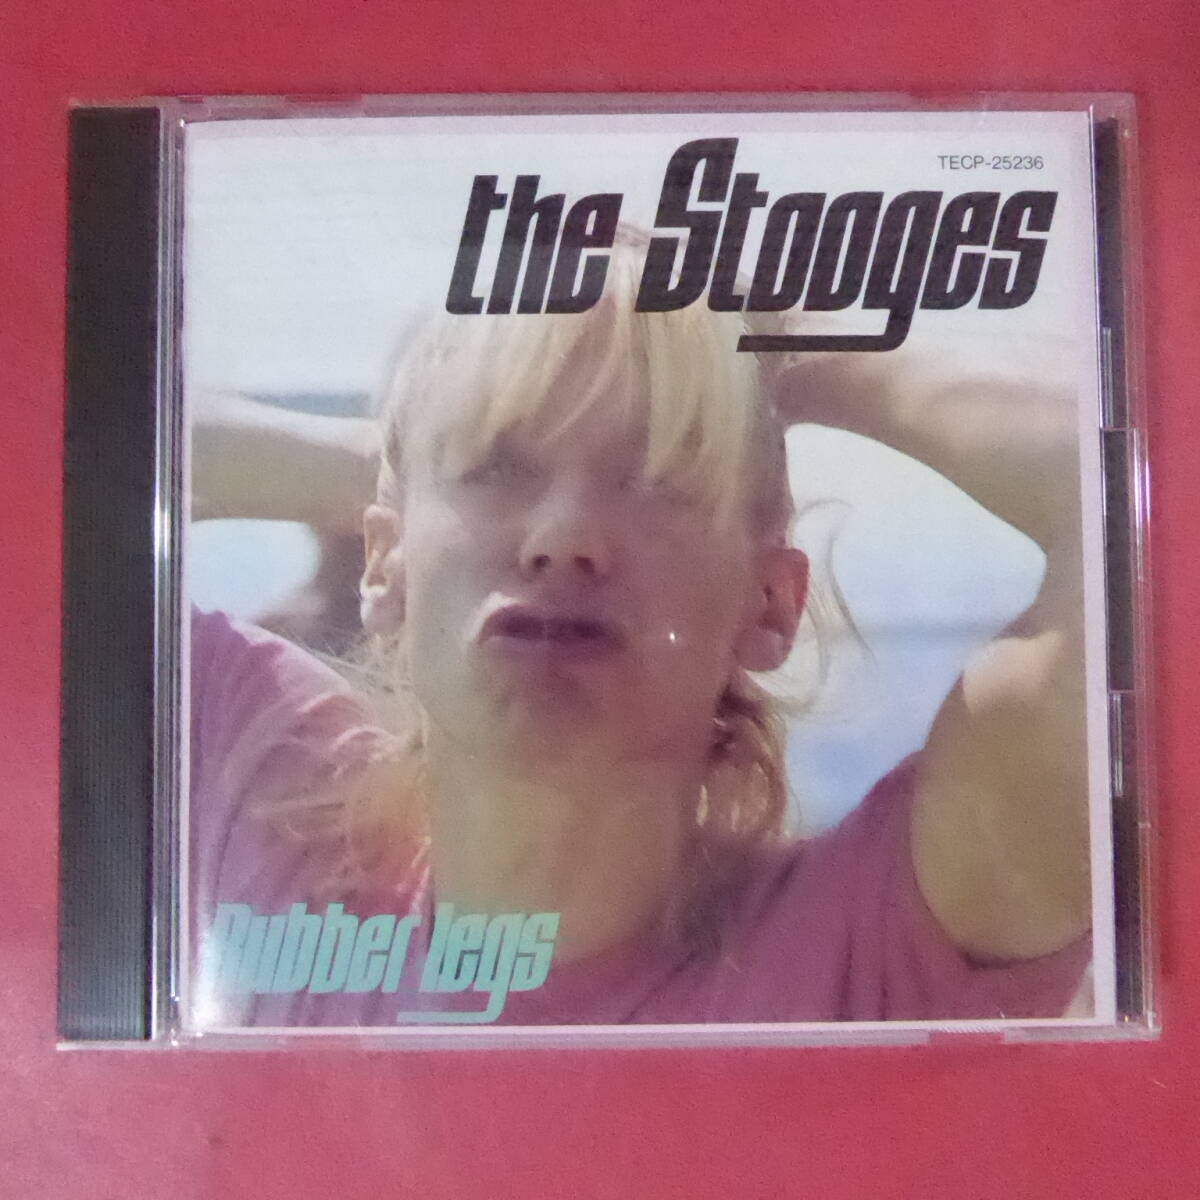 TECP-25236
the Stooges
Rubber Legs